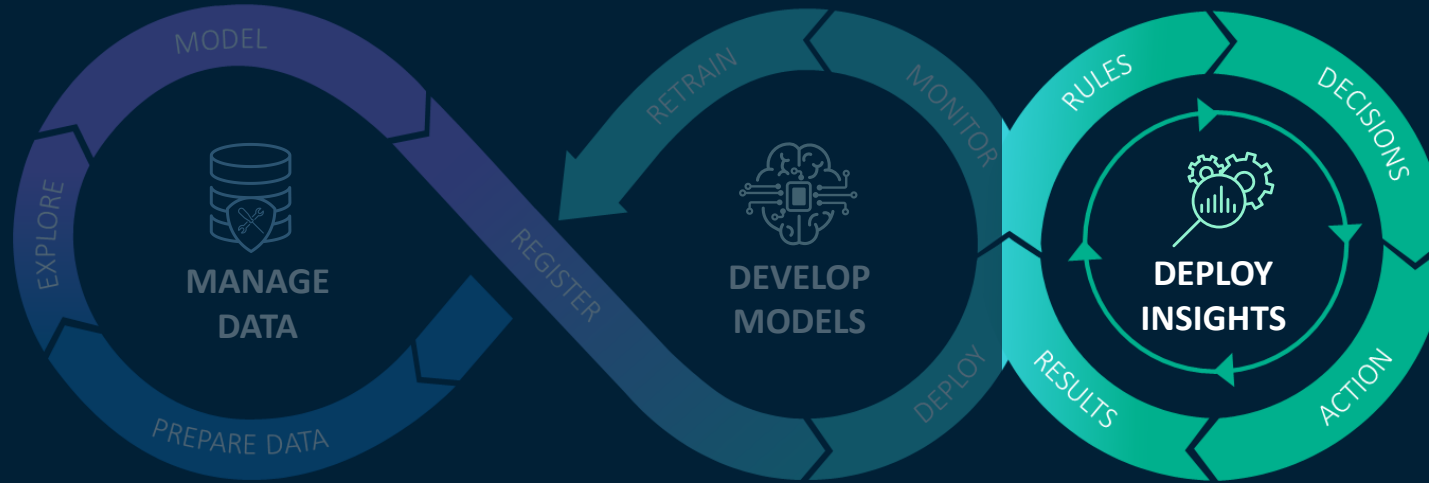 MODEL
EXPLORE
PREPARE DATA
MANAGE
DATA
REGISTER
RETRAIN
MONITOR
DEVELOP
MODELS
DEPLOY
RULES
DECISIONS
DEPLOY
INSIGHTS
ACTION
RESULTS